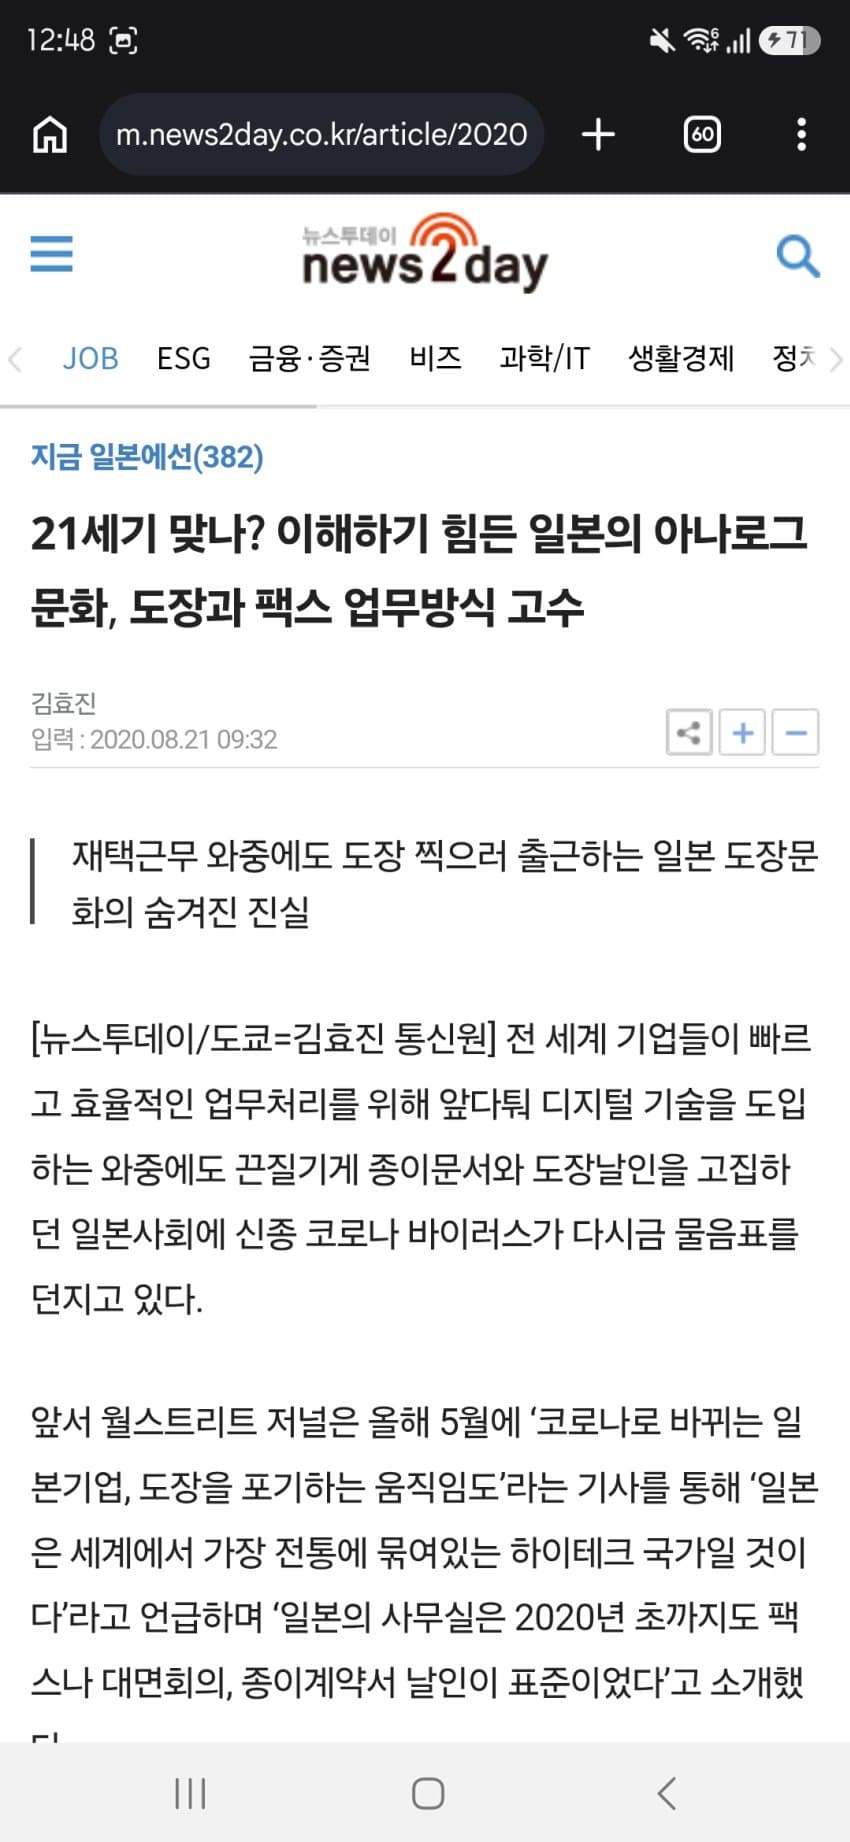 12:48
6
71
m.news2day.co.kr/article/2020
60
뉴스투데이
news2day
JOB ESG 금융·증권 비즈 과학/IT 생활경제
지금 일본에선(382)
21세기 맞나? 이해하기 힘든 일본의 아나로그
문화, 도장과 팩스 업무방식 고수
김효진
입력 : 2020.08.21 09:32
재택근무 와중에도 도장 찍으러 출근하는 일본 도장문
화의 숨겨진 진실
[뉴스투데이/도쿄=김효진 통신원] 전 세계 기업들이 빠르
고 효율적인 업무처리를 위해 앞다퉈 디지털 기술을 도입
하는 와중에도 끈질기게 종이문서와 도장날인을 고집하
던 일본사회에 신종 코로나 바이러스가 다시금 물음표를
던지고 있다.
앞서 월스트리트 저널은 올해 5월에 ‘코로나로 바뀌는 일
본기업, 도장을 포기하는 움직임도’라는 기사를 통해 ‘일본
은 세계에서 가장 전통에 묶여있는 하이테크 국가일 것이
다’라고 언급하며 ‘일본의 사무실은 2020년 초까지도 팩
스나 대면회의, 종이계약서 날인이 표준이었다’고 소개했